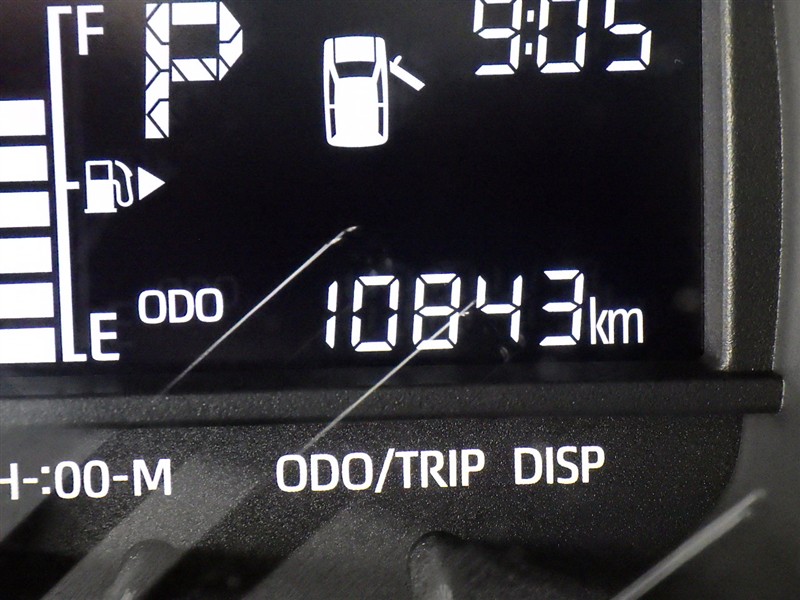 F
P
9:05
ODO
10843km
E
H-:00-M
ODO/TRIP DISP